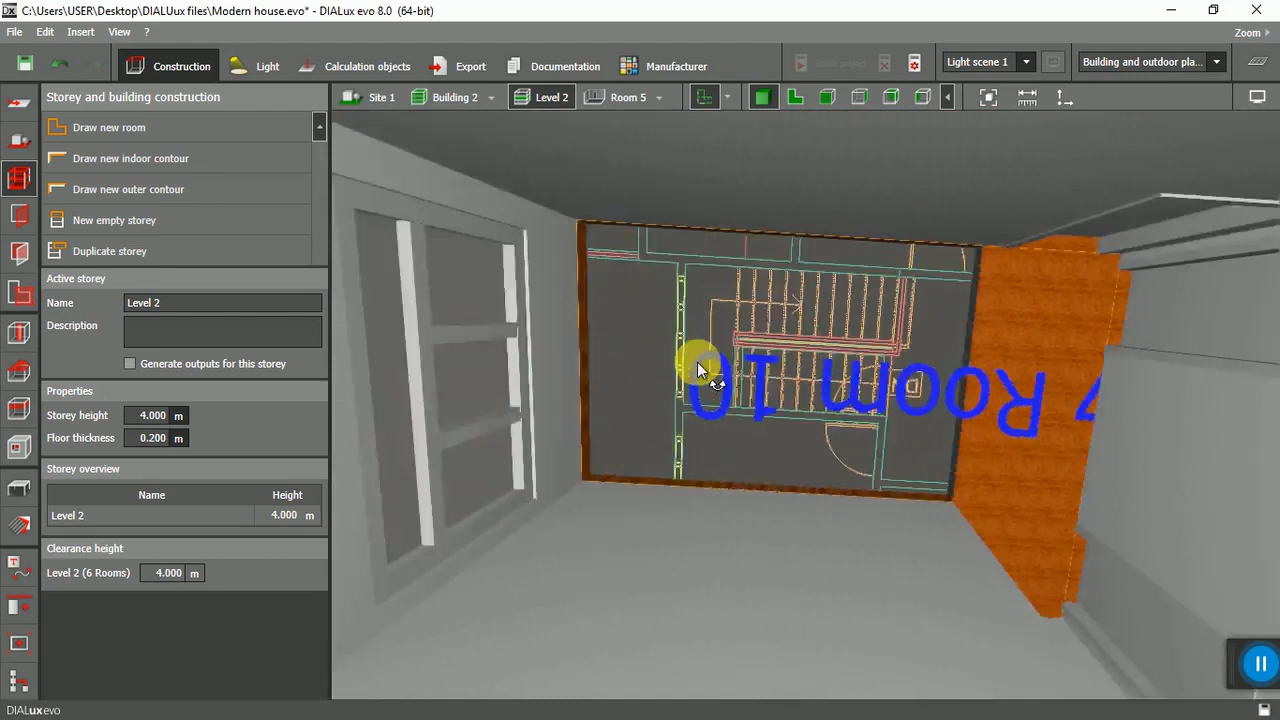 C:\Users\USER\Desktop\DIALUux files\Modern house.evo* - DIALux evo 8.0 (64-bit)
File Edit Insert View ? Zoom
Construction Light Calculation objects Export Documentation Manufacturer Light scene 1 Building and outdoor pla...
Storey and building construction
Site 1 Building 2 Level 2 Room 5
Draw new room
Draw new indoor contour
Draw new outer contour
New empty storey
Duplicate storey
Active storey
Name Level 2
Description
Generate outputs for this storey
Properties
Storey height 4.000 m
Floor thickness 0.200 m
Storey overview
Name Height
Level 2 4.000 m
Clearance height
Level 2 (6 Rooms) 4.000 m
7 Room 10
DIALux evo